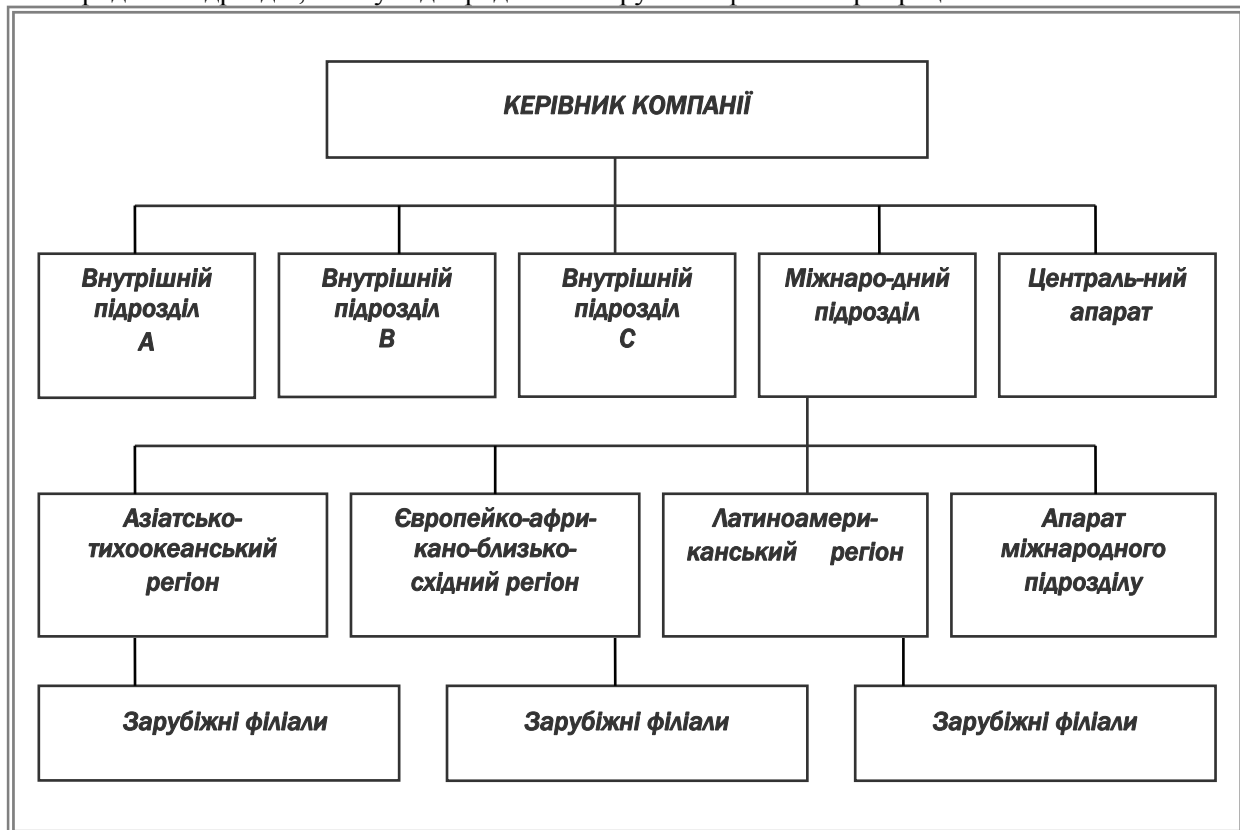 КЕРІВНИК КОМПАНІЇ
Внутрішній
підрозділ
А
Внутрішній
підрозділ
В
Внутрішній
підрозділ
С
Міжнаро-дний
підрозділ
Централь-ний
апарат
Азіатсько-
тихоокеанський
регіон
Європейко-афри-
кано-близько-
східний регіон
Латиноамери-
канський регіон
Апарат
міжнародного
підрозділу
Зарубіжні філіали
Зарубіжні філіали
Зарубіжні філіали